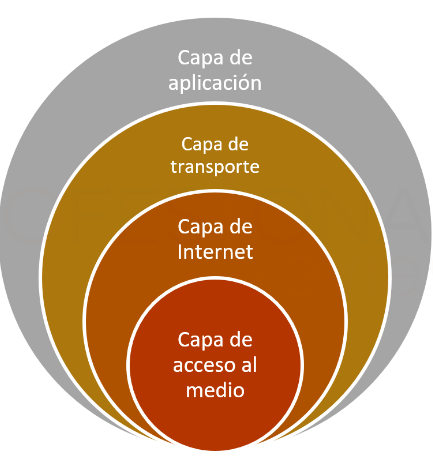 Capa de
aplicación
Capa de
transporte
Capa de
Internet
Capa de
acceso al
medio